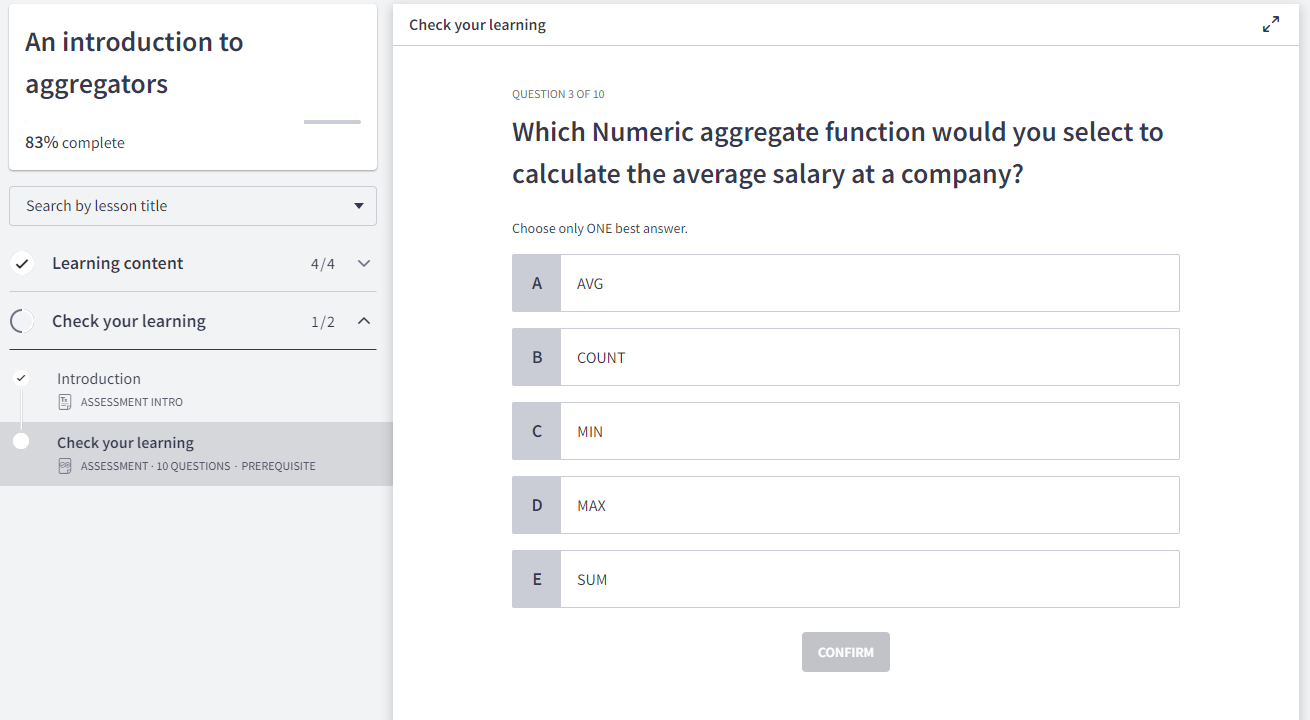 An introduction to
aggregators
83% complete
Search by lesson title
Learning content 4/4
Check your learning 1/2
Introduction
ASSESSMENT INTRO
Check your learning
ASSESSMENT · 10 QUESTIONS · PREREQUISITE
Check your learning
QUESTION 3 OF 10
Which Numeric aggregate function would you select to
calculate the average salary at a company?
Choose only ONE best answer.
A AVG
B COUNT
C MIN
D MAX
E SUM
CONFIRM